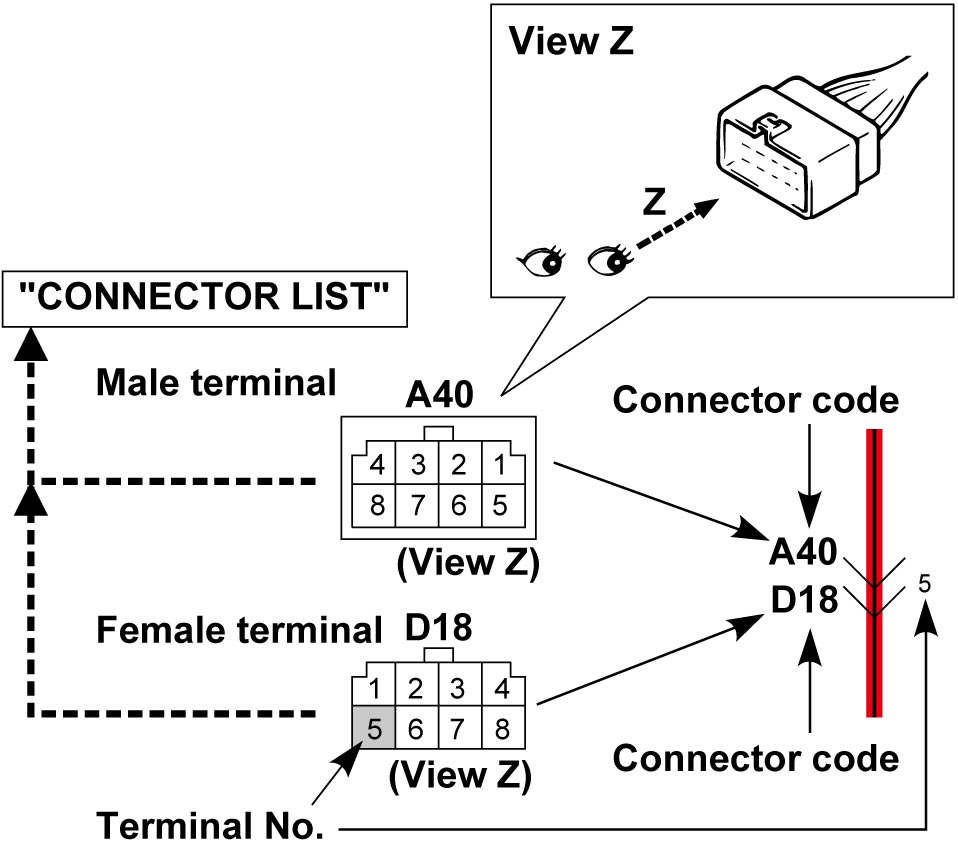 View Z
Z
"CONNECTOR LIST"
Male terminal
A40
Connector code
4 3 2 1
8 7 6 5
(View Z)
A40
D18
5
Female terminal
D18
1 2 3 4
5 6 7 8
(View Z)
Connector code
Terminal No.